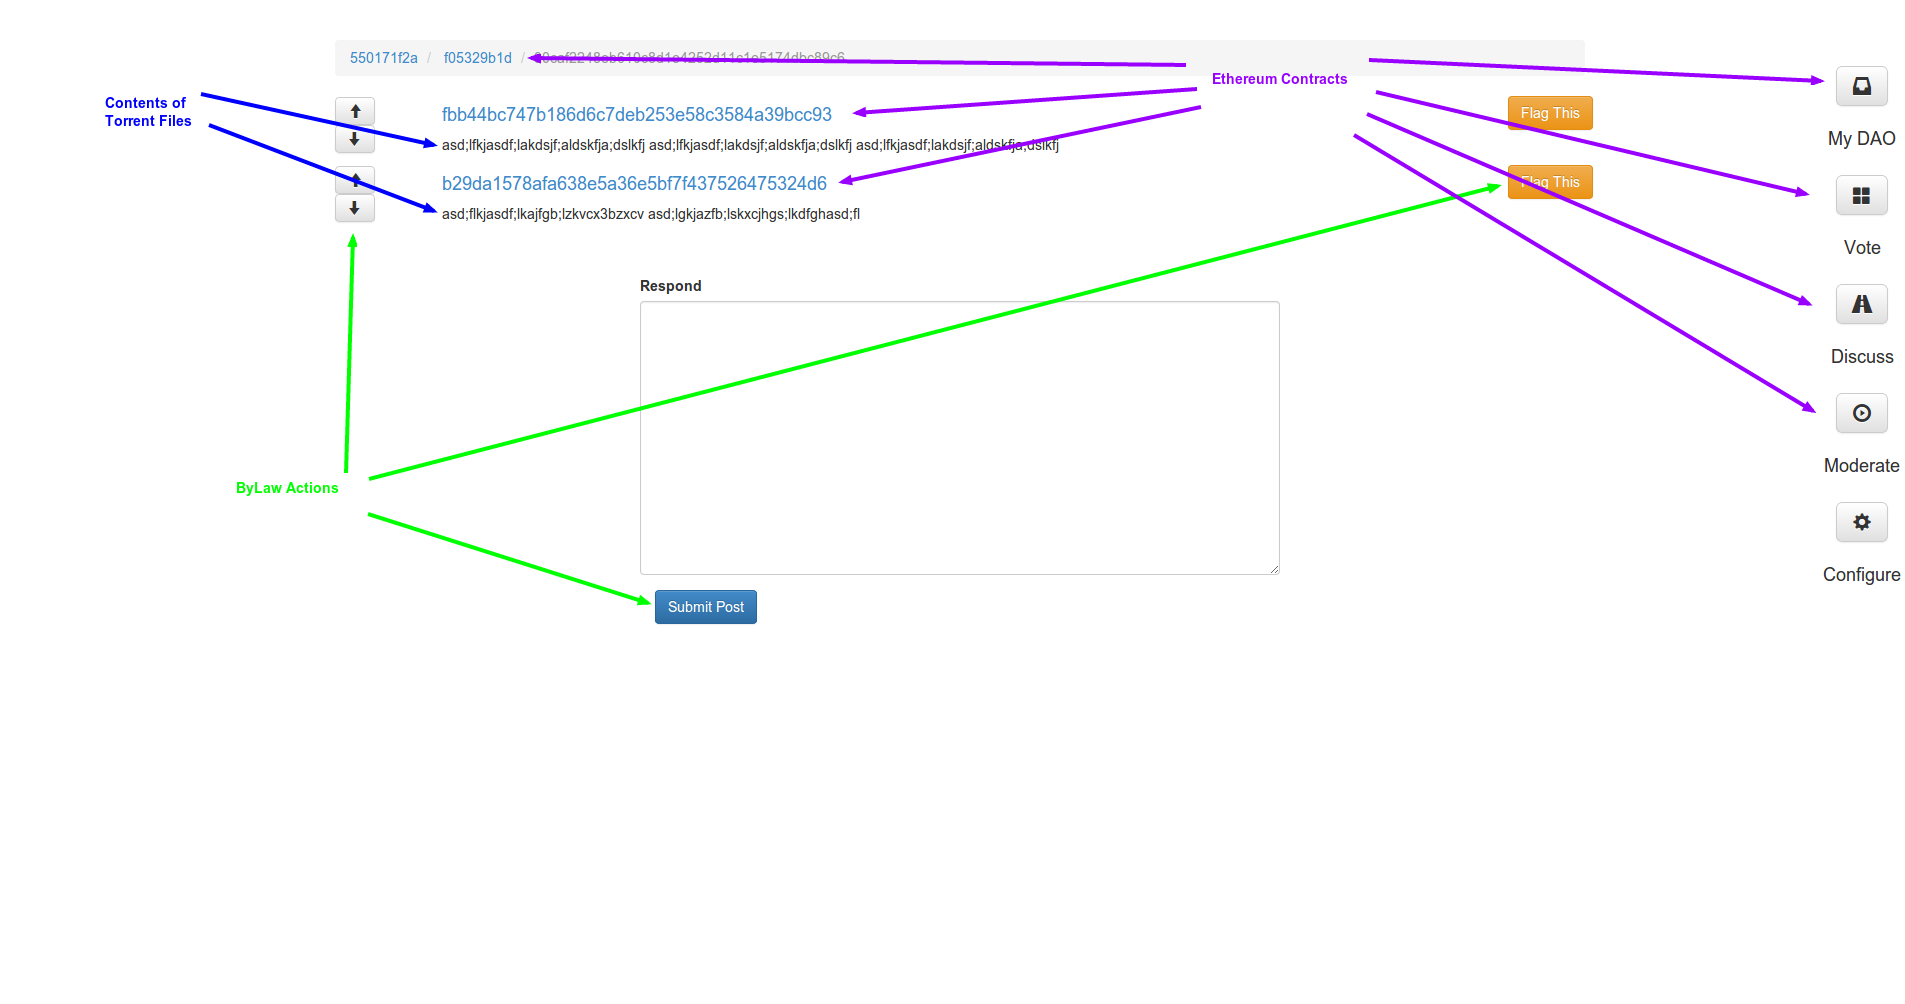 550171f2a / f05329b1d /
Ethereum Contracts
Contents of
Torrent Files
fbb44bc747b186d6c7deb253e58c3584a39bcc93
Flag This
asd;lfkjasdf;lakdsjf;aldskfja;dslkfj asd;lfkjasdf;lakdsjf;aldskfja;dslkfj asd;lfkjasdf;lakdsjf;aldskfja;dslkfj
b29da1578afa638e5a36e5bf7f437526475324d6
Flag This
asd;flkjasdf;lkajfgb;lzkvcx3bzxcv asd;lgkjazfb;lskxcjhgs;lkdfghasd;fl
Respond
ByLaw Actions
Submit Post
My DAO
Vote
Discuss
Moderate
Configure